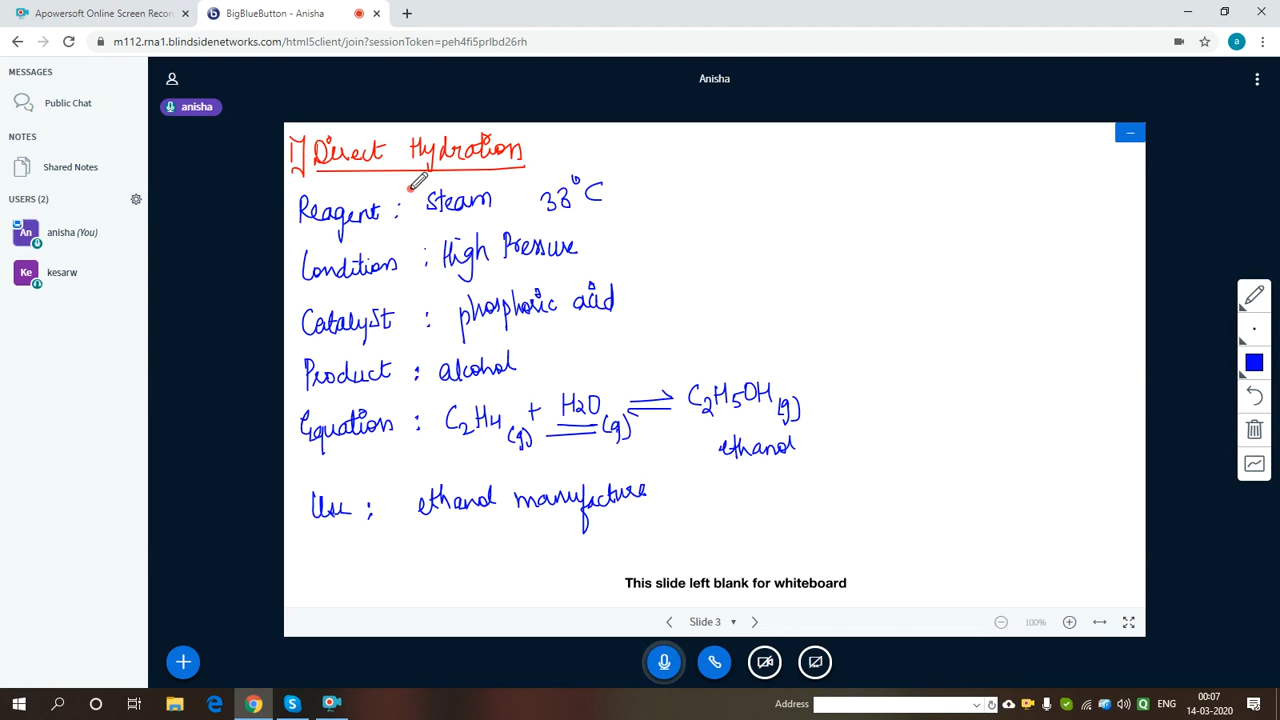 Apowersoft Online Screen Recor
BigBlueButton - Anisha
m112.rna1.blindsidenetworks.com/html5client/join?sessionToken=peh4fi5prlbd26rh
a
MESSAGES
Public Chat
NOTES
Shared Notes
USERS (2)
An anisha (You)
Ke kesarw
Anisha
anisha
1] Direct Hydration
Reagent : Steam 33°C
Condition : High Pressure
Catalyst : phosphoric acid
Product : alcohol
Equation : C2H4 (g) + H2O (g) ⇌ C2H5OH (g)
ethanol
Use : ethanol manufacture
This slide left blank for whiteboard
Slide 3
100%
Address
ENG
00:07
14-03-2020